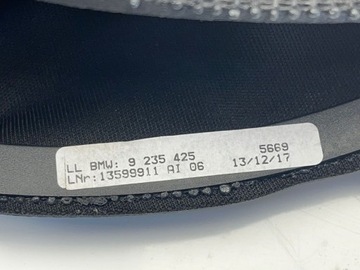 LL BMW: 9 235 425 5669
LNr:13599911 AI 06 13/12/17